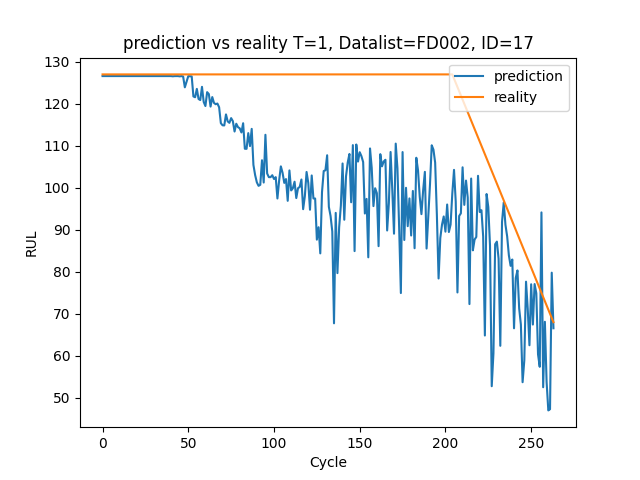 prediction vs reality T=1, Datalist=FD002, ID=17
prediction
reality
RUL
130
120
110
100
90
80
70
60
50
0 50 100 150 200 250
Cycle